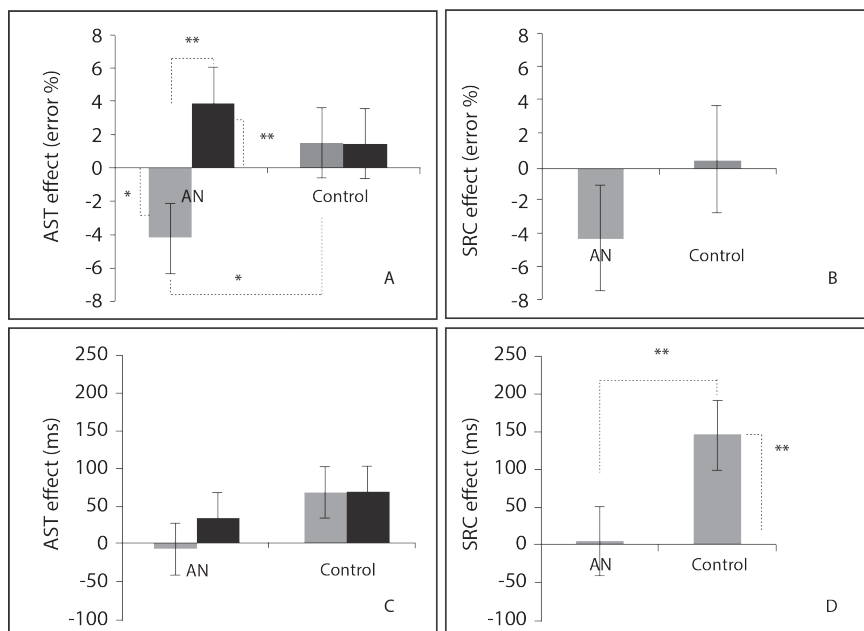 8
6
4
2
0
-2
-4
-6
-8
AST effect (error %)
**
**
*
*
AN
Control
A
8
6
4
2
0
-2
-4
-6
-8
SRC effect (error %)
AN
Control
B
250
200
150
100
50
0
-50
-100
AST effect (ms)
AN
Control
C
250
200
150
100
50
0
-50
-100
SRC effect (ms)
**
**
AN
Control
D